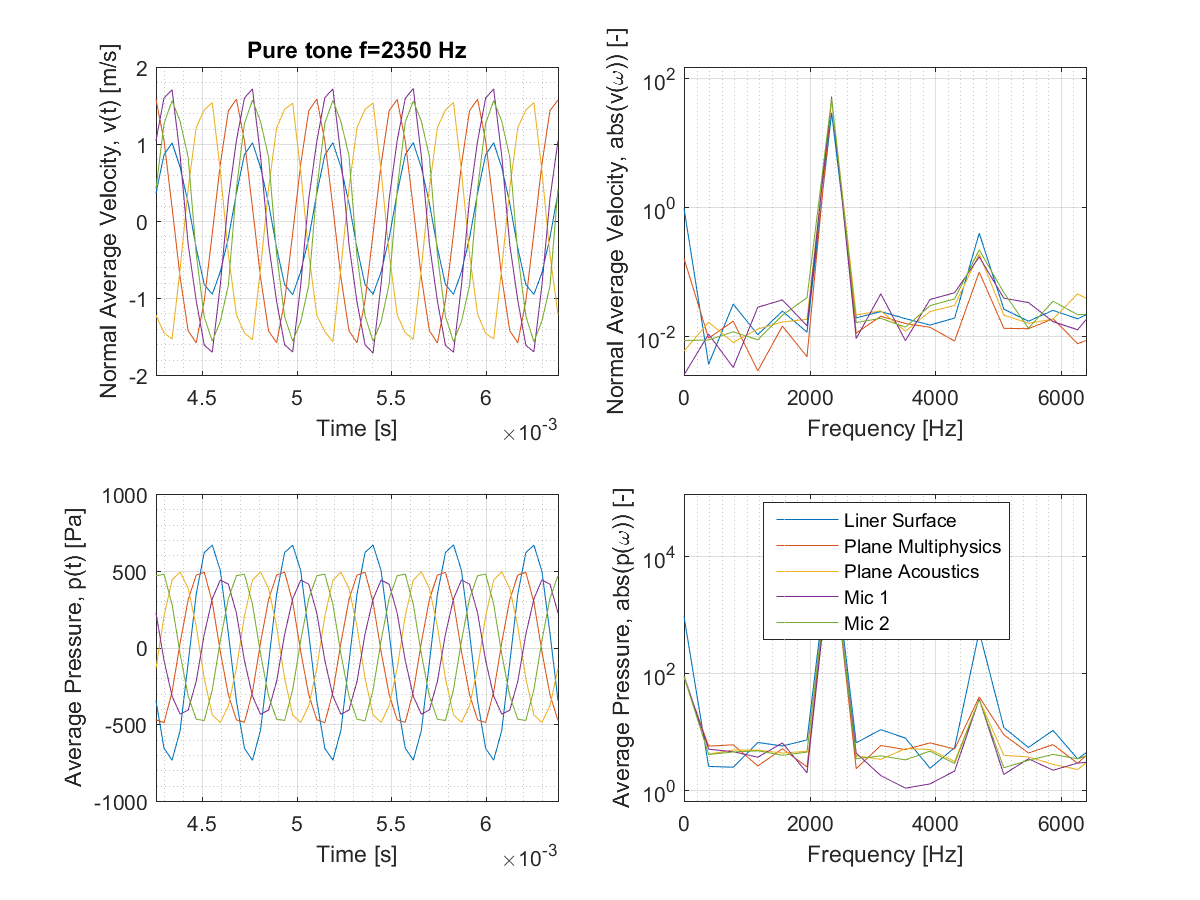 Pure tone f=2350 Hz
Normal Average Velocity, v(t) [m/s]
2
1
0
-1
-2
4.5 5 5.5 6
Time [s]
×10-3
Normal Average Velocity, abs(v(ω)) [-]
102
100
10-2
0 2000 4000 6000
Frequency [Hz]
Average Pressure, p(t) [Pa]
1000
500
0
-500
-1000
4.5 5 5.5 6
Time [s]
×10-3
Average Pressure, abs(p(ω)) [-]
104
102
100
0 2000 4000 6000
Frequency [Hz]
Liner Surface
Plane Multiphysics
Plane Acoustics
Mic 1
Mic 2